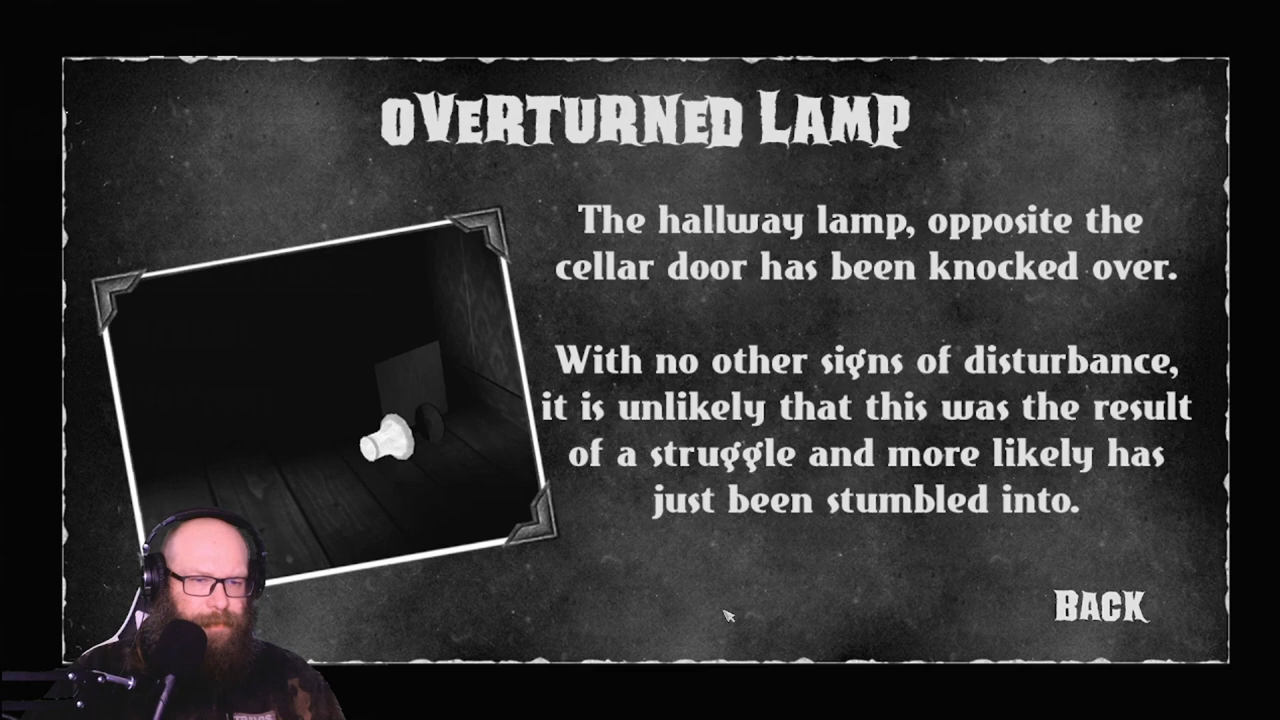 OVERTURNED LAMP
The hallway lamp, opposite the
cellar door has been knocked over.
With no other signs of disturbance,
it is unlikely that this was the result
of a struggle and more likely has
just been stumbled into.
BACK